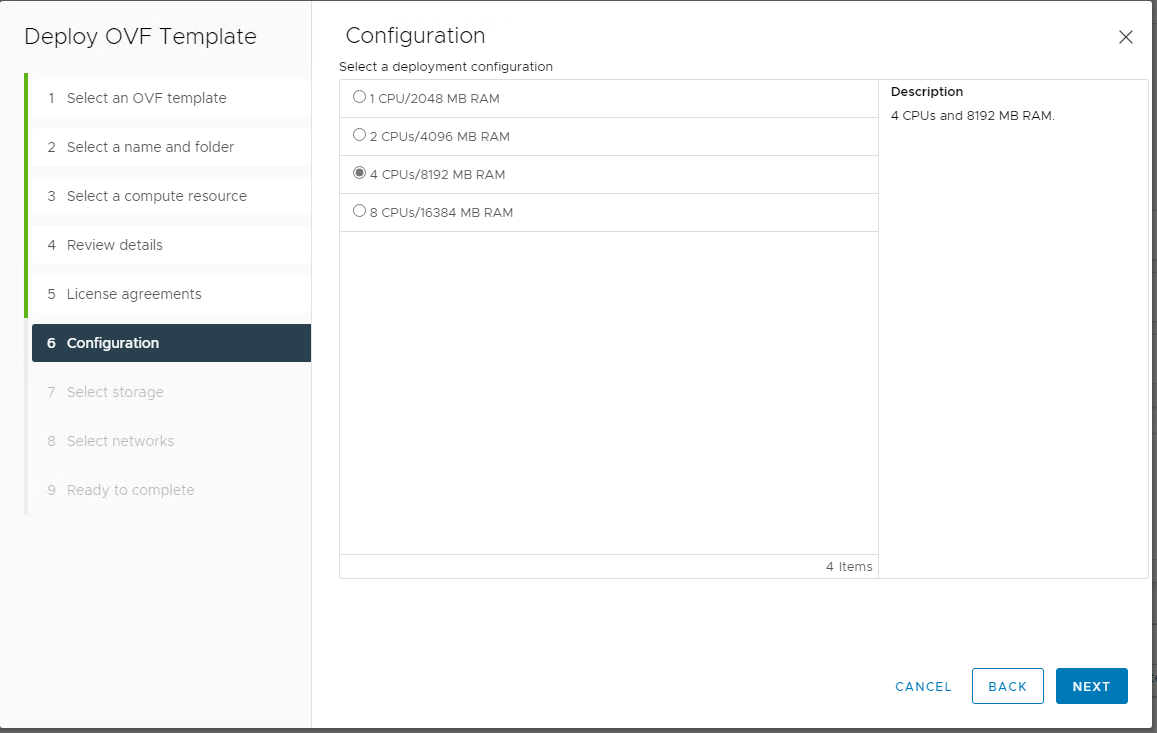 Deploy OVF Template
1 Select an OVF template
2 Select a name and folder
3 Select a compute resource
4 Review details
5 License agreements
6 Configuration
7 Select storage
8 Select networks
9 Ready to complete
Configuration
Select a deployment configuration
1 CPU/2048 MB RAM
2 CPUs/4096 MB RAM
4 CPUs/8192 MB RAM
8 CPUs/16384 MB RAM
4 Items
Description
4 CPUs and 8192 MB RAM.
CANCEL BACK NEXT